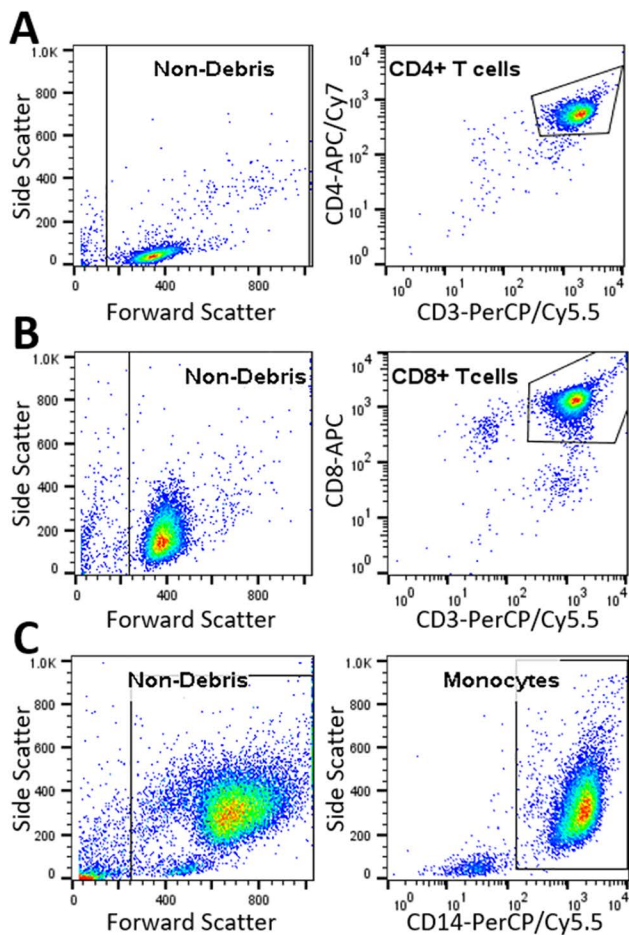 A
1.0K
800
600
400
200
0
Side Scatter
Non-Debris
0
400
800
Forward Scatter
10^4
10^3
10^2
10^1
10^0
CD4-APC/Cy7
CD4+ T cells
10^0
10^1
10^2
10^3
10^4
CD3-PerCP/Cy5.5
B
1.0K
800
600
400
200
0
Side Scatter
Non-Debris
0
400
800
Forward Scatter
10^4
10^3
10^2
10^1
10^0
CD8-APC
CD8+ Tcells
10^0
10^1
10^2
10^3
10^4
CD3-PerCP/Cy5.5
C
1.0K
800
600
400
200
0
Side Scatter
Non-Debris
0
400
800
Forward Scatter
1.0K
800
600
400
200
0
Side Scatter
Monocytes
10^0
10^1
10^2
10^3
10^4
CD14-PerCP/Cy5.5